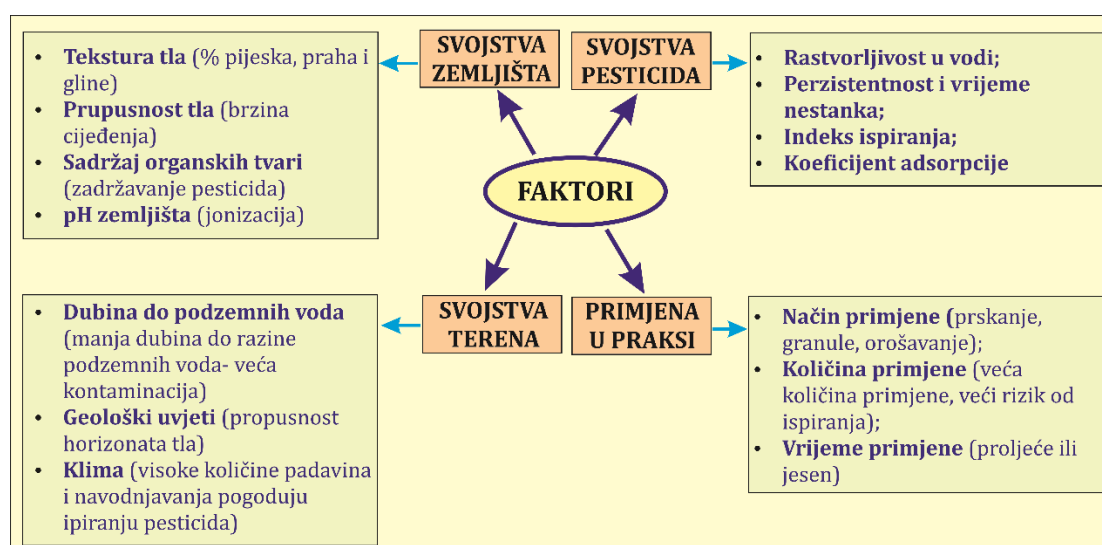 • Tekstura tla (% pijeska, praha i
gline)
• Prupusnost tla (brzina
cijeđenja)
• Sadržaj organskih tvari
(zadržavanje pesticida)
• pH zemljišta (jonizacija)
SVOJSTVA
ZEMLJIŠTA
SVOJSTVA
PESTICIDA
• Rastvorljivost u vodi;
• Perzistentnost i vrijeme
nestanka;
• Indeks ispiranja;
• Koeficijent adsorpcije
FAKTORI
• Dubina do podzemnih voda
(manja dubina do razine
podzemnih voda- veća
kontaminacija)
• Geološki uvjeti (propusnost
horizonata tla)
• Klima (visoke količine padavina
i navodnjavanja pogoduju
ipiranju pesticida)
SVOJSTVA
TERENA
PRIMJENA
U PRAKSI
• Način primjene (prskanje,
granule, orošavanje);
• Količina primjene (veća
količina primjene, veći rizik od
ispiranja);
• Vrijeme primjene (proljeće ili
jesen)